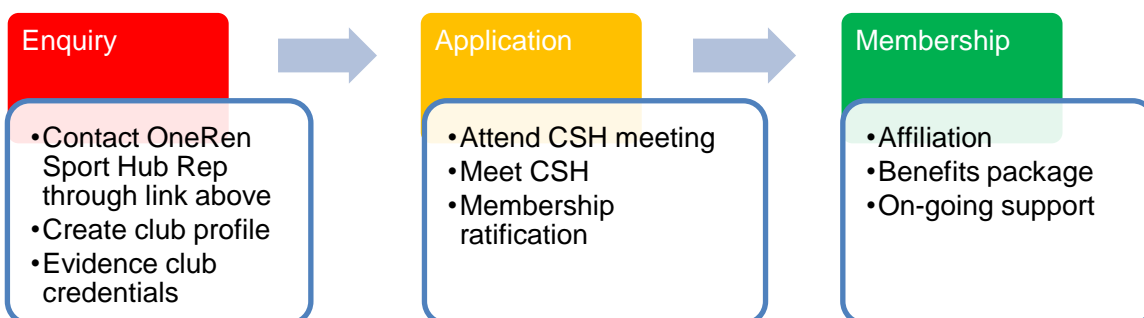 Enquiry
•Contact OneRen
Sport Hub Rep
through link above
•Create club profile
•Evidence club
credentials
Application
•Attend CSH meeting
•Meet CSH
•Membership
ratification
Membership
•Affiliation
•Benefits package
•On-going support